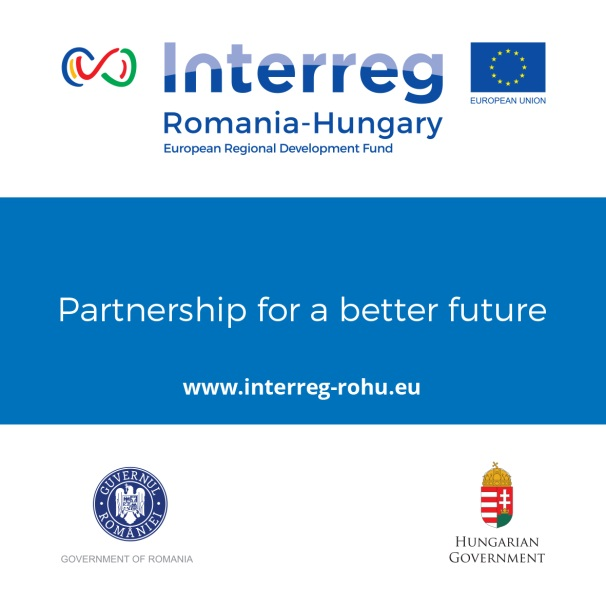 Interreg
EUROPEAN UNION
Romania-Hungary
European Regional Development Fund
Partnership for a better future
www.interreg-rohu.eu
GUVERNUL ROMÂNIEI
GOVERNMENT OF ROMANIA
HUNGARIAN
GOVERNMENT